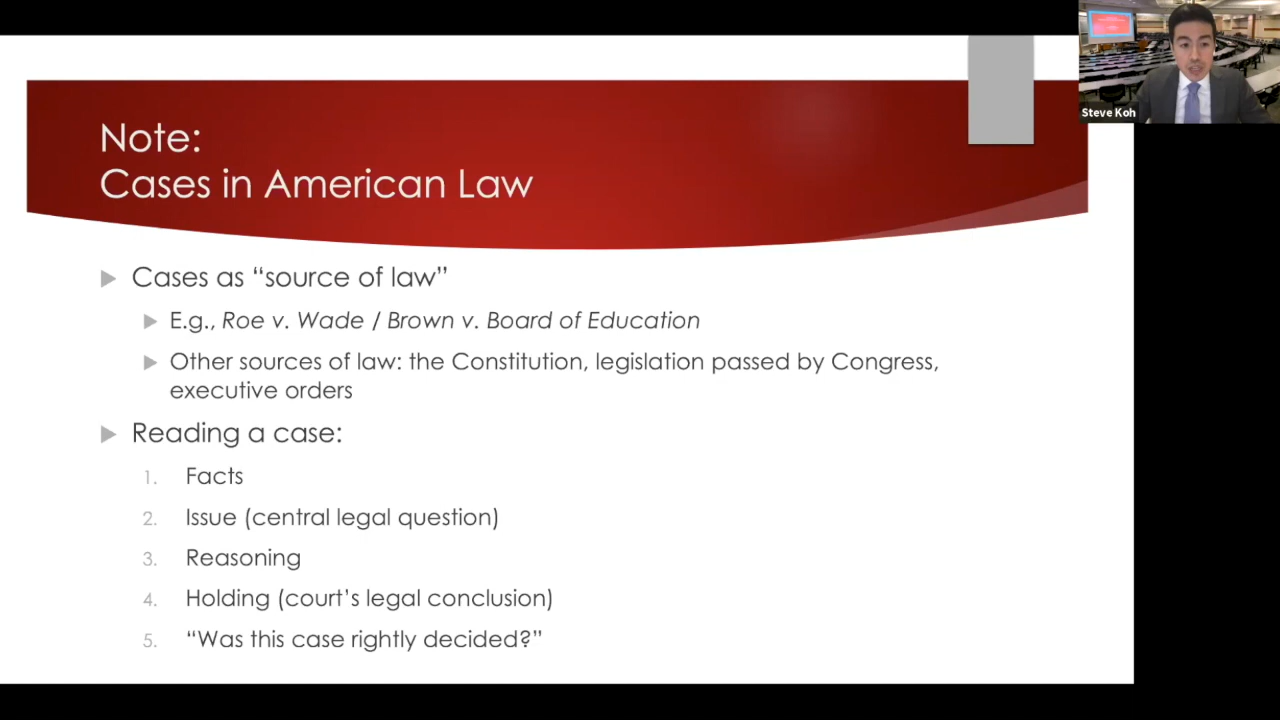 Note:
Cases in American Law
Steve Koh
Cases as “source of law”
E.g., Roe v. Wade / Brown v. Board of Education
Other sources of law: the Constitution, legislation passed by Congress,
executive orders
Reading a case:
1. Facts
2. Issue (central legal question)
3. Reasoning
4. Holding (court’s legal conclusion)
5. “Was this case rightly decided?”